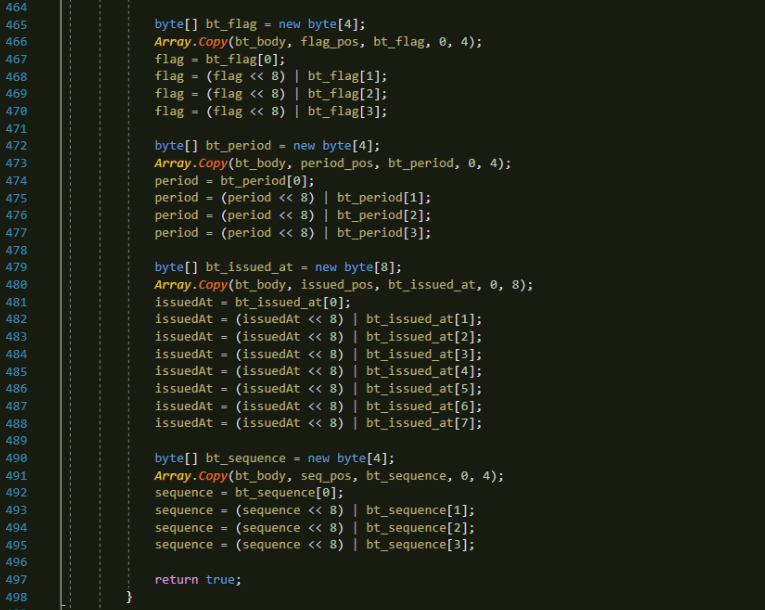 464
465 byte[] bt_flag = new byte[4];
466 Array.Copy(bt_body, flag_pos, bt_flag, 0, 4);
467 flag = bt_flag[0];
468 flag = (flag << 8) | bt_flag[1];
469 flag = (flag << 8) | bt_flag[2];
470 flag = (flag << 8) | bt_flag[3];
471
472 byte[] bt_period = new byte[4];
473 Array.Copy(bt_body, period_pos, bt_period, 0, 4);
474 period = bt_period[0];
475 period = (period << 8) | bt_period[1];
476 period = (period << 8) | bt_period[2];
477 period = (period << 8) | bt_period[3];
478
479 byte[] bt_issued_at = new byte[8];
480 Array.Copy(bt_body, issued_pos, bt_issued_at, 0, 8);
481 issuedAt = bt_issued_at[0];
482 issuedAt = (issuedAt << 8) | bt_issued_at[1];
483 issuedAt = (issuedAt << 8) | bt_issued_at[2];
484 issuedAt = (issuedAt << 8) | bt_issued_at[3];
485 issuedAt = (issuedAt << 8) | bt_issued_at[4];
486 issuedAt = (issuedAt << 8) | bt_issued_at[5];
487 issuedAt = (issuedAt << 8) | bt_issued_at[6];
488 issuedAt = (issuedAt << 8) | bt_issued_at[7];
489
490 byte[] bt_sequence = new byte[4];
491 Array.Copy(bt_body, seq_pos, bt_sequence, 0, 4);
492 sequence = bt_sequence[0];
493 sequence = (sequence << 8) | bt_sequence[1];
494 sequence = (sequence << 8) | bt_sequence[2];
495 sequence = (sequence << 8) | bt_sequence[3];
496
497 return true;
498 }